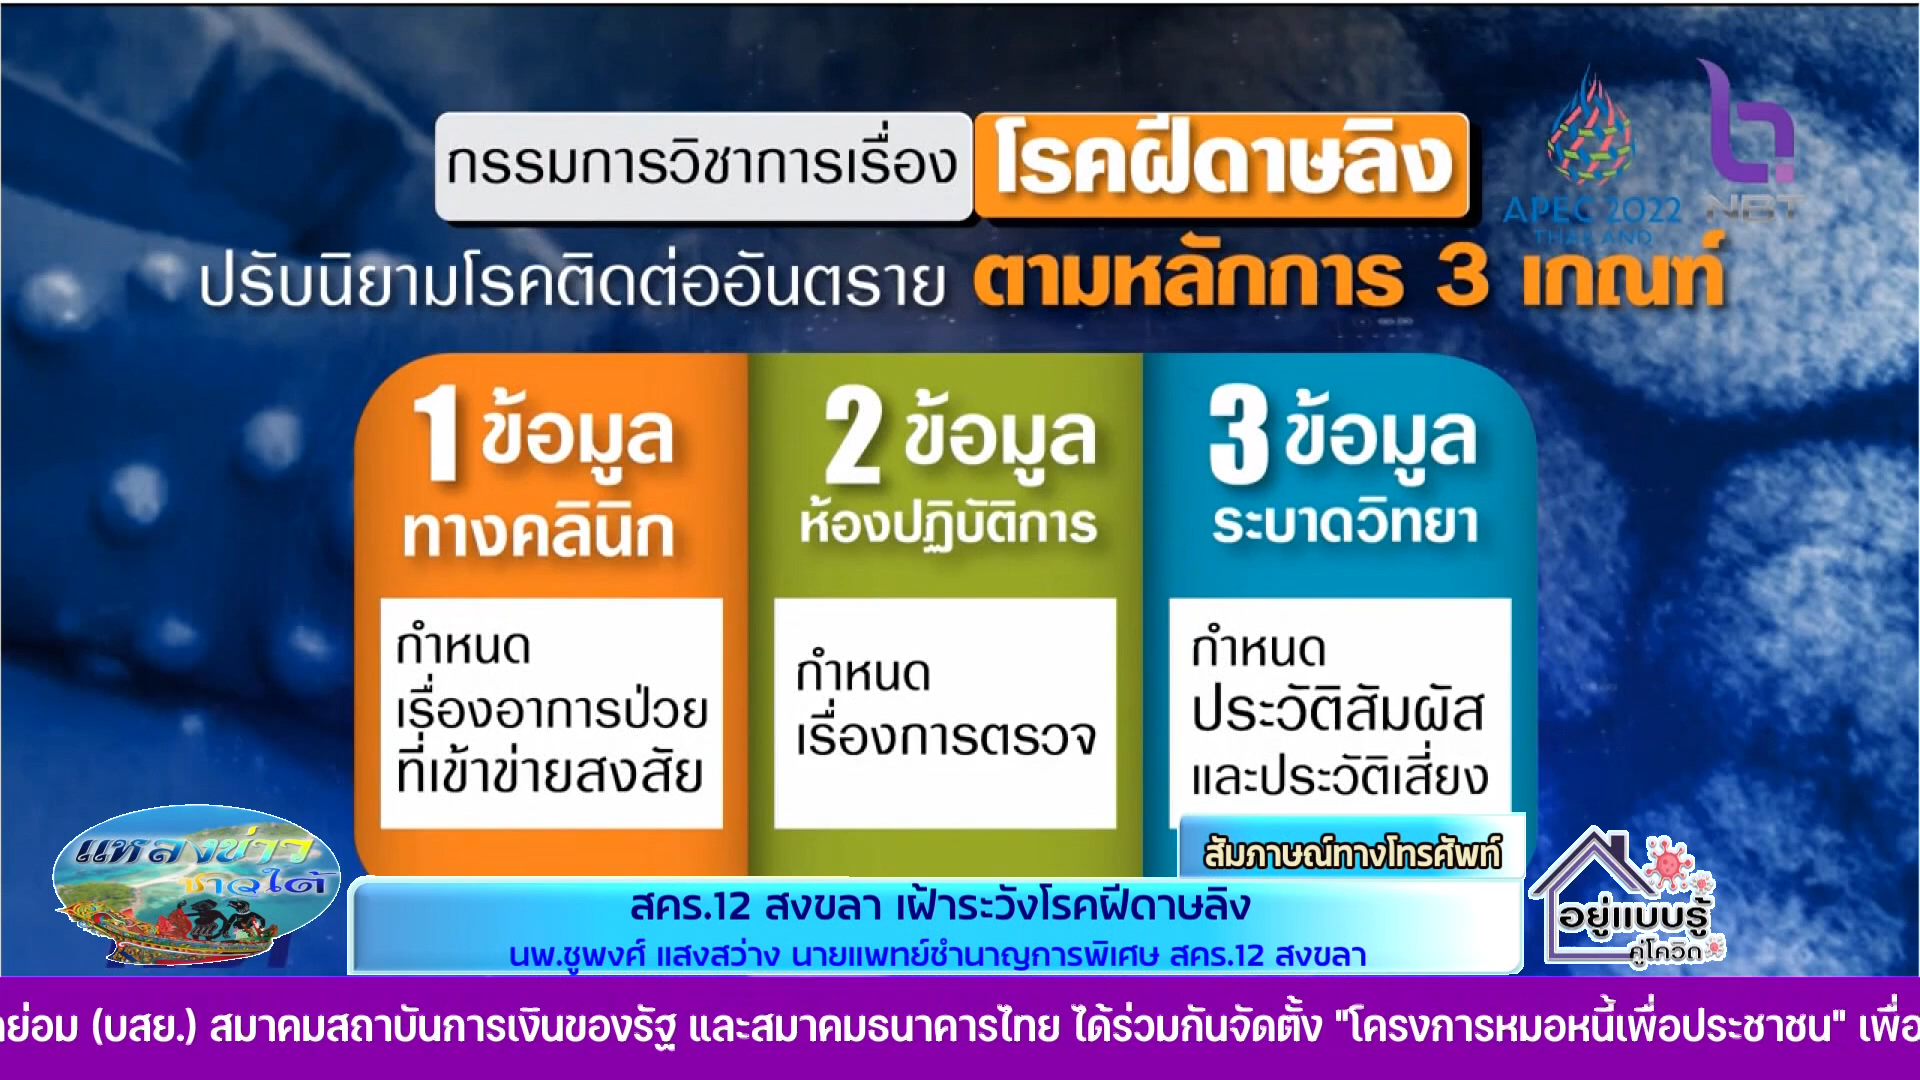 กรรมการวิชาการเรื่อง โรคฝีดาษลิง
APEC 2022
THAILAND
NBT
ปรับนิยามโรคติดต่ออันตราย ตามหลักการ 3 เกณฑ์
1 ข้อมูล
ทางคลินิก
กำหนด
เรื่องอาการป่วย
ที่เข้าข่ายสงสัย
2 ข้อมูล
ห้องปฏิบัติการ
กำหนด
เรื่องการตรวจ
3 ข้อมูล
ระบาดวิทยา
กำหนด
ประวัติสัมผัส
และประวัติเสี่ยง
สัมภาษณ์ทางโทรศัพท์
แหลงข่าว
ชาวใต้
สคร.12 สงขลา เฝ้าระวังโรคฝีดาษลิง
นพ.ชูพงศ์ แสงสว่าง นายแพทย์ชำนาญการพิเศษ สคร.12 สงขลา
อยู่แบบรู้
คู่โควิด
ย่อม (บสย.) สมาคมสถาบันการเงินของรัฐ และสมาคมธนาคารไทย ได้ร่วมกันจัดตั้ง "โครงการหมอหนี้เพื่อประชาชน" เพื่อ